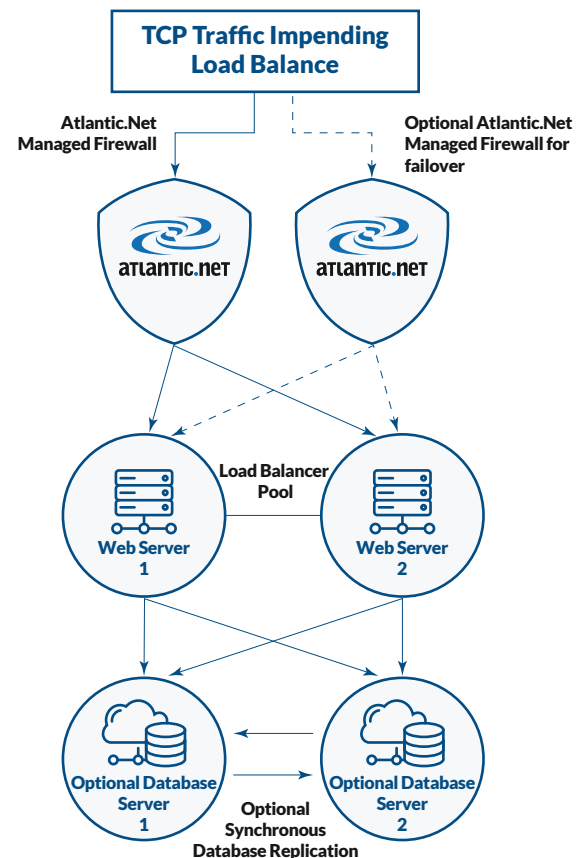 TCP Traffic Impending
Load Balance
Atlantic.Net
Managed Firewall
Optional Atlantic.Net
Managed Firewall for
failover
atlantic.net
atlantic.net
Load Balancer
Pool
Web Server
1
Web Server
2
Optional Database
Server
1
Optional Database
Server
2
Optional
Synchronous
Database Replication